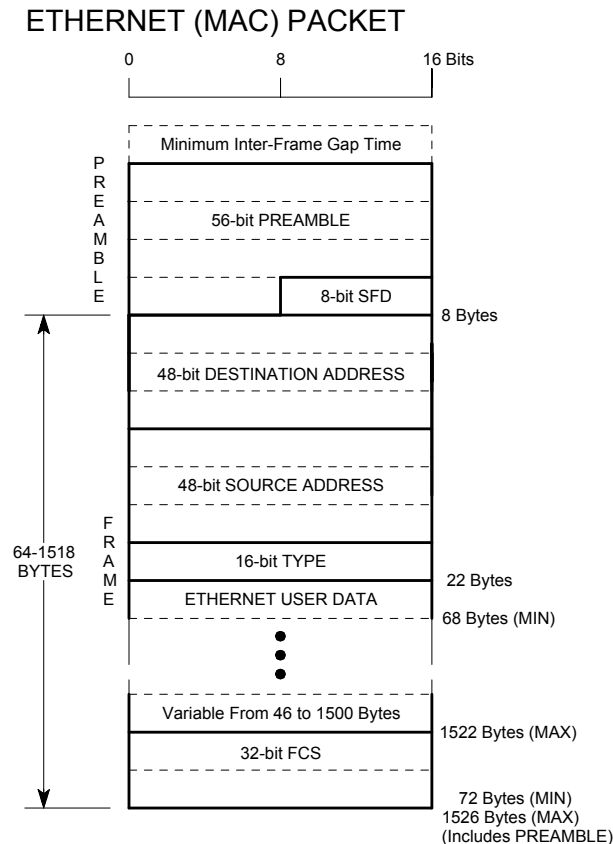 ETHERNET (MAC) PACKET
0 8 16 Bits
Minimum Inter-Frame Gap Time
PREAMBLE
56-bit PREAMBLE
8-bit SFD
8 Bytes
48-bit DESTINATION ADDRESS
48-bit SOURCE ADDRESS
FRAME
64-1518
BYTES
16-bit TYPE
22 Bytes
ETHERNET USER DATA
68 Bytes (MIN)
Variable From 46 to 1500 Bytes
1522 Bytes (MAX)
32-bit FCS
72 Bytes (MIN)
1526 Bytes (MAX)
(Includes PREAMBLE)